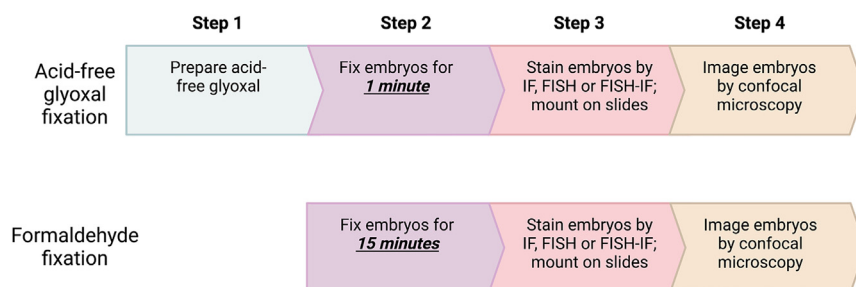 Step 1
Step 2
Step 3
Step 4
Acid-free
glyoxal
fixation
Prepare acid-
free glyoxal
Fix embryos for
1 minute
Stain embryos by
IF, FISH or FISH-IF;
mount on slides
Image embryos
by confocal
microscopy
Formaldehyde
fixation
Fix embryos for
15 minutes
Stain embryos by
IF, FISH or FISH-IF;
mount on slides
Image embryos
by confocal
microscopy